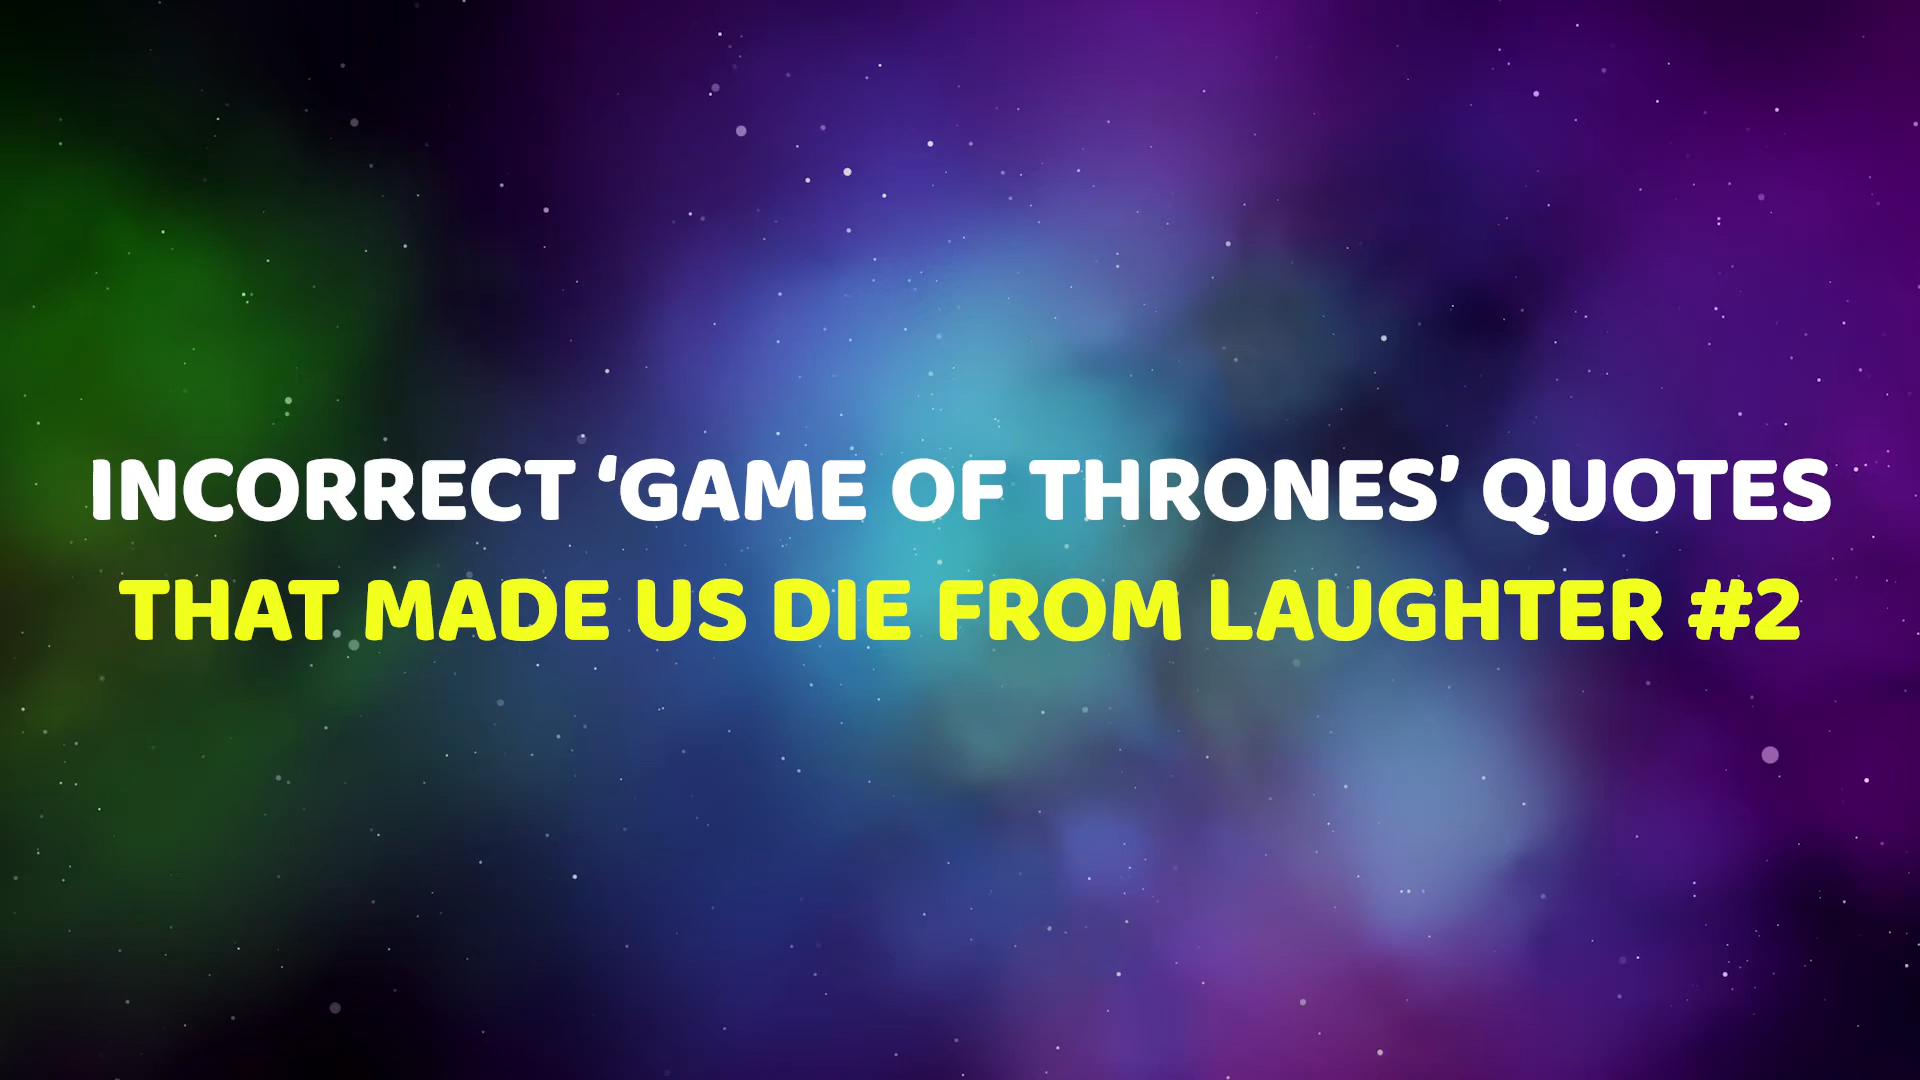 INCORRECT ‘GAME OF THRONES’ QUOTES
THAT MADE US DIE FROM LAUGHTER #2